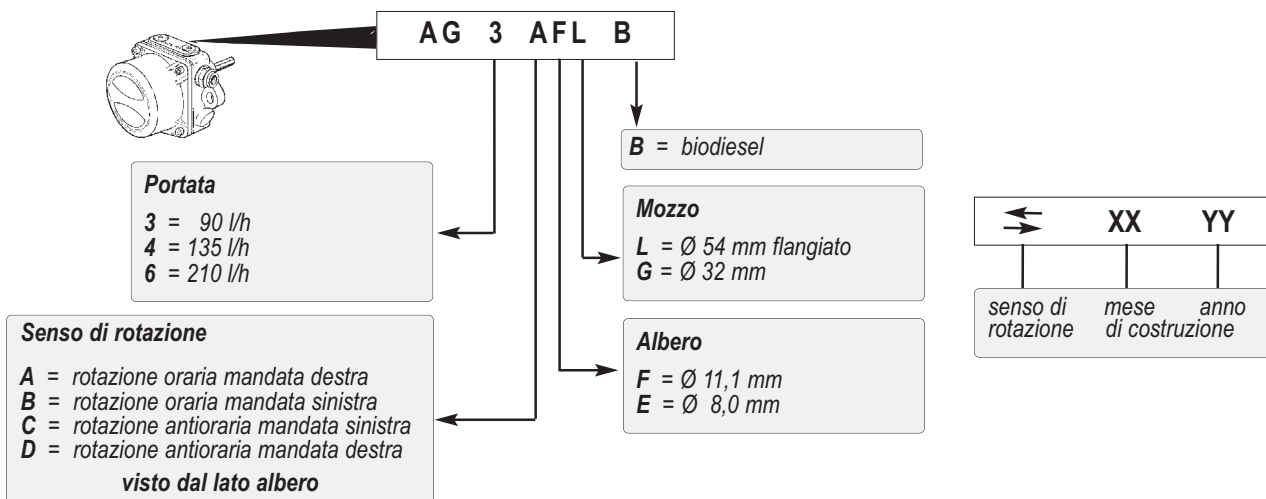 AG 3 AFL B
B = biodiesel
Portata
3 = 90 l/h
4 = 135 l/h
6 = 210 l/h
Mozzo
L = Ø 54 mm flangiato
G = Ø 32 mm
XX YY
senso di rotazione
mese anno
di costruzione
Senso di rotazione
A = rotazione oraria mandata destra
B = rotazione oraria mandata sinistra
C = rotazione antioraria mandata sinistra
D = rotazione antioraria mandata destra
visto dal lato albero
Albero
F = Ø 11,1 mm
E = Ø 8,0 mm